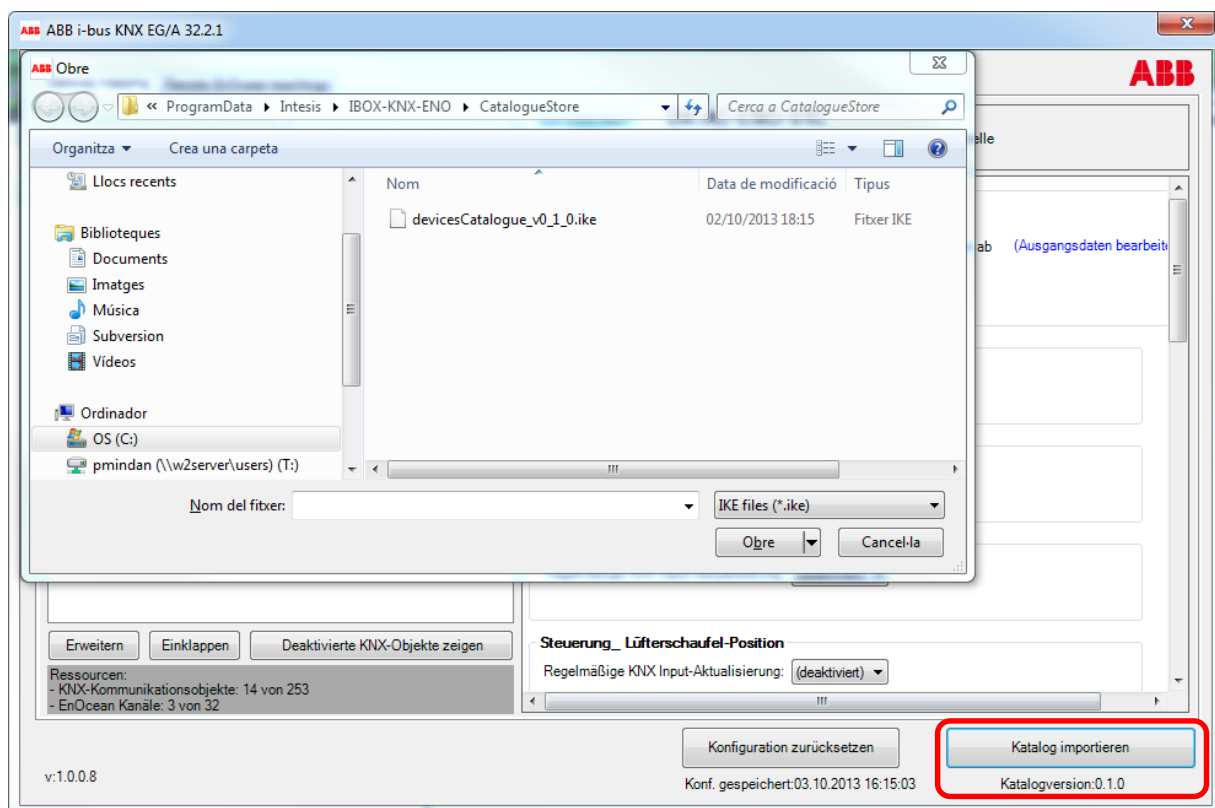 ABB ABB i-bus KNX EG/A 32.2.1
ABB Obre
ABB
« ProgramData Intesis IBOX-KNX-ENO CatalogueStore
Cerca a CatalogueStore
elle
Organitza Crea una carpeta
Llocs recents
Nom Data de modificació Tipus
devicesCatalogue_v0_1_0.ike 02/10/2013 18:15 Fitxer IKE
Biblioteques
Documents
Imatges
Música
Subversion
Vídeos
ab (Ausgangsdaten bearbeite
Ordinador
OS (C:)
pmindan (\\w2server\users) (T:)
Nom del fitxer:
IKE files (*.ike)
Obre Cancel·la
Erweitern Einklappen Deaktivierte KNX-Objekte zeigen
Ressourcen:
- KNX-Kommunikationsobjekte: 14 von 253
- EnOcean Kanäle: 3 von 32
Steuerung_ Lüfterschaufel-Position
Regelmäßige KNX Input-Aktualisierung: (deaktiviert)
Konfiguration zurücksetzen
Katalog importieren
v:1.0.0.8
Konf. gespeichert:03.10.2013 16:15:03
Katalogversion:0.1.0